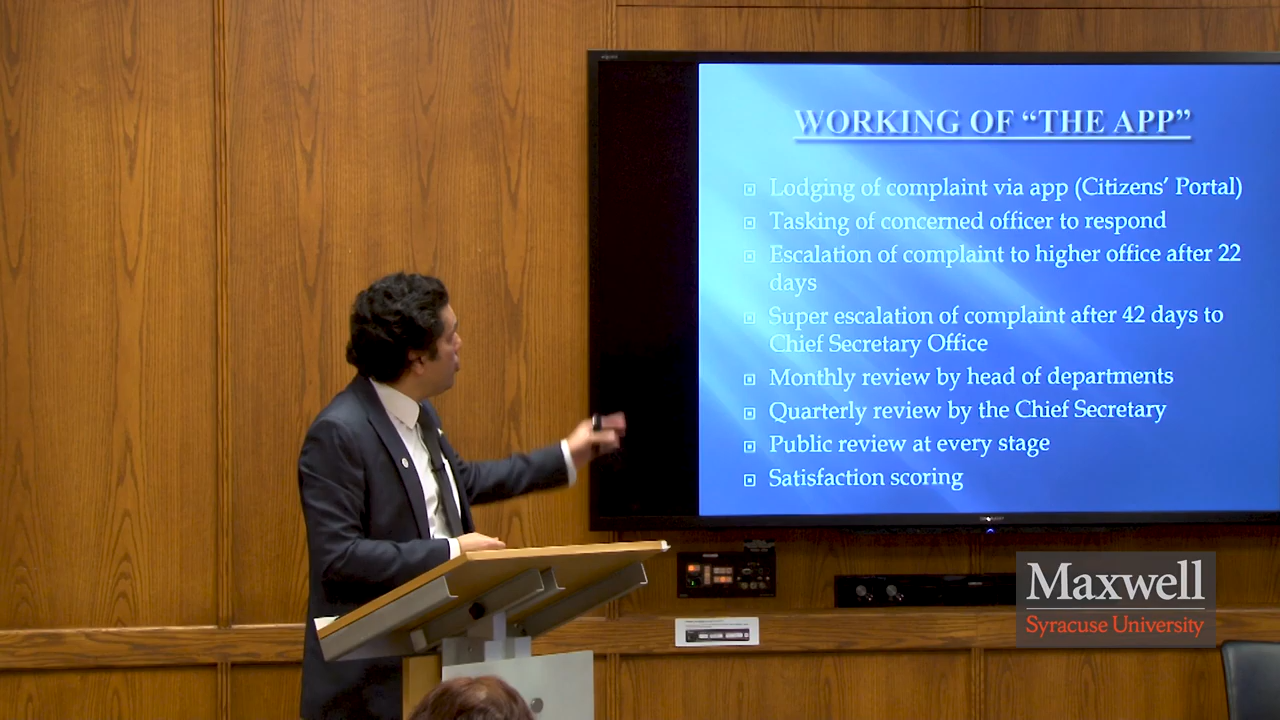 WORKING OF “THE APP”
Lodging of complaint via app (Citizens’ Portal)
Tasking of concerned officer to respond
Escalation of complaint to higher office after 22
days
Super escalation of complaint after 42 days to
Chief Secretary Office
Monthly review by head of departments
Quarterly review by the Chief Secretary
Public review at every stage
Satisfaction scoring
Maxwell
Syracuse University